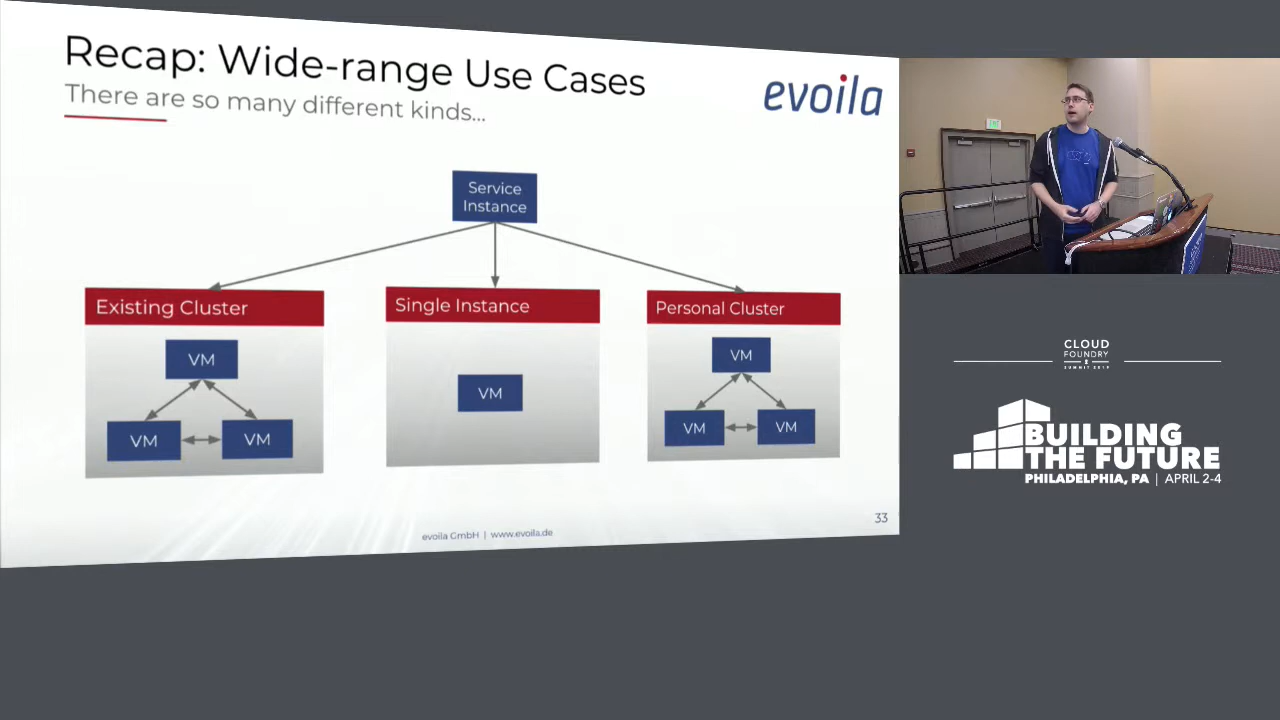 Recap: Wide-range Use Cases
There are so many different kinds...
evoila
Service
Instance
Existing Cluster
VM
VM
VM
Single Instance
VM
Personal Cluster
VM
VM
VM
evoila GmbH | www.evoila.de
33
CLOUD
FOUNDRY
SUMMIT 2019
BUILDING
THE FUTURE
PHILADELPHIA, PA | APRIL 2-4